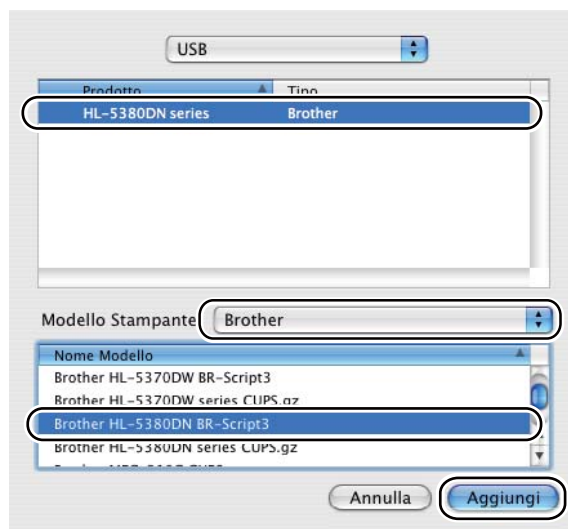 USB
Prodotto Tipo
HL-5380DN series Brother
Modello Stampante Brother
Nome Modello
Brother HL-5370DW BR-Script3
Brother HL-5370DW series CUPS.gz
Brother HL-5380DN BR-Script3
Brother HL-5380DN series CUPS.gz
Annulla Aggiungi